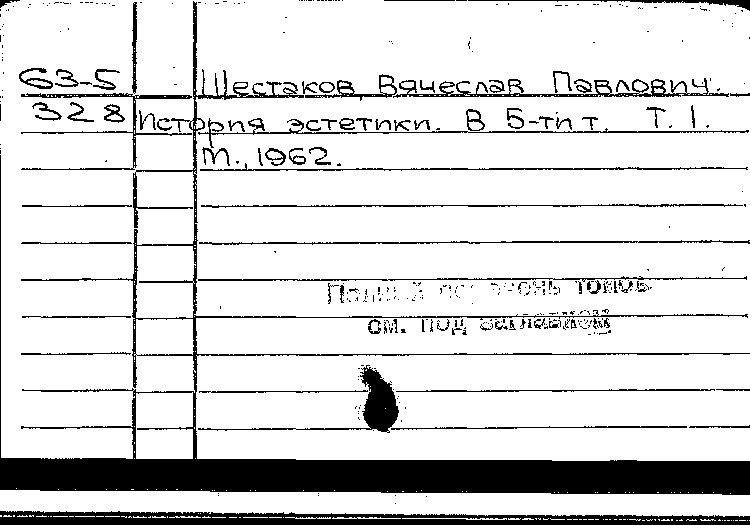 63-5 Шестаков, Вячеслав Павлович.
328 История эстетики. В 5-ти т. Т. 1.
М., 1962.
Полный перечень томов
см. под заглавием